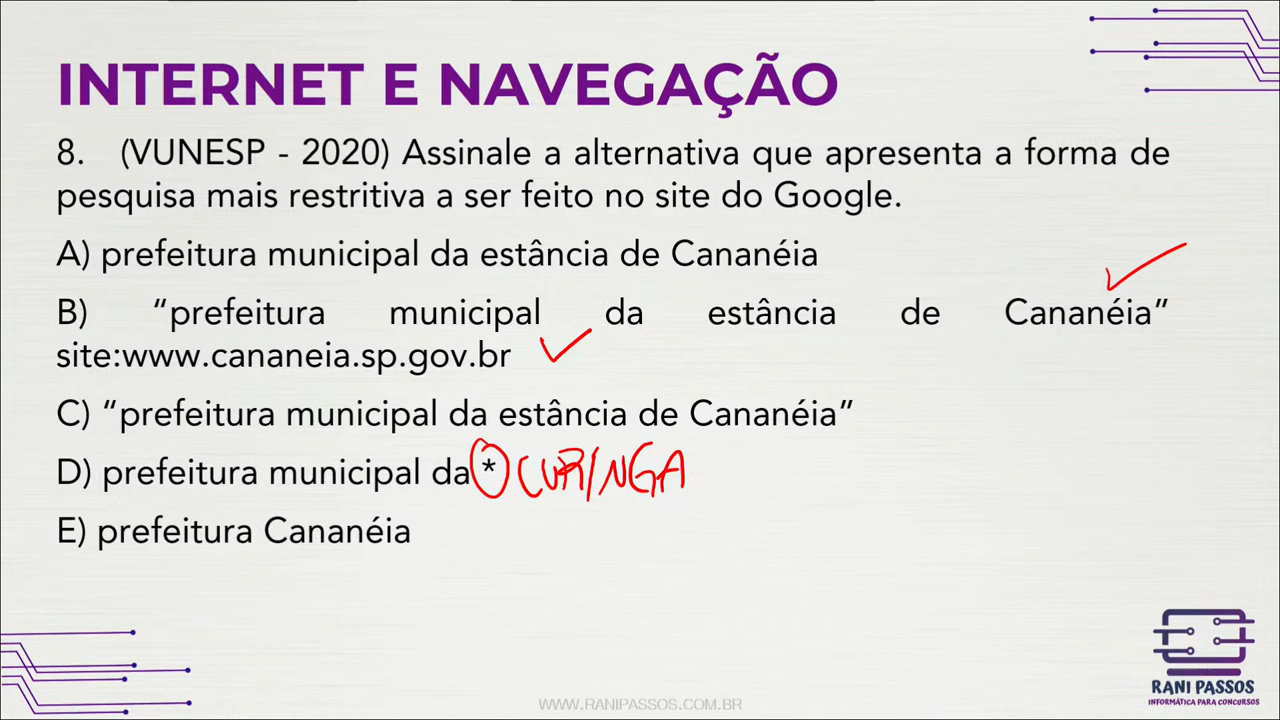 INTERNET E NAVEGAÇÃO
8. (VUNESP - 2020) Assinale a alternativa que apresenta a forma de
pesquisa mais restritiva a ser feito no site do Google.
A) prefeitura municipal da estância de Cananéia
B) “prefeitura municipal da estância de Cananéia”
site:www.cananeia.sp.gov.br
C) “prefeitura municipal da estância de Cananéia”
D) prefeitura municipal da * CURINGA
E) prefeitura Cananéia
RANI PASSOS
INFORMÁTICA PARA CONCURSOS
WWW.RANIPASSOS.COM.BR